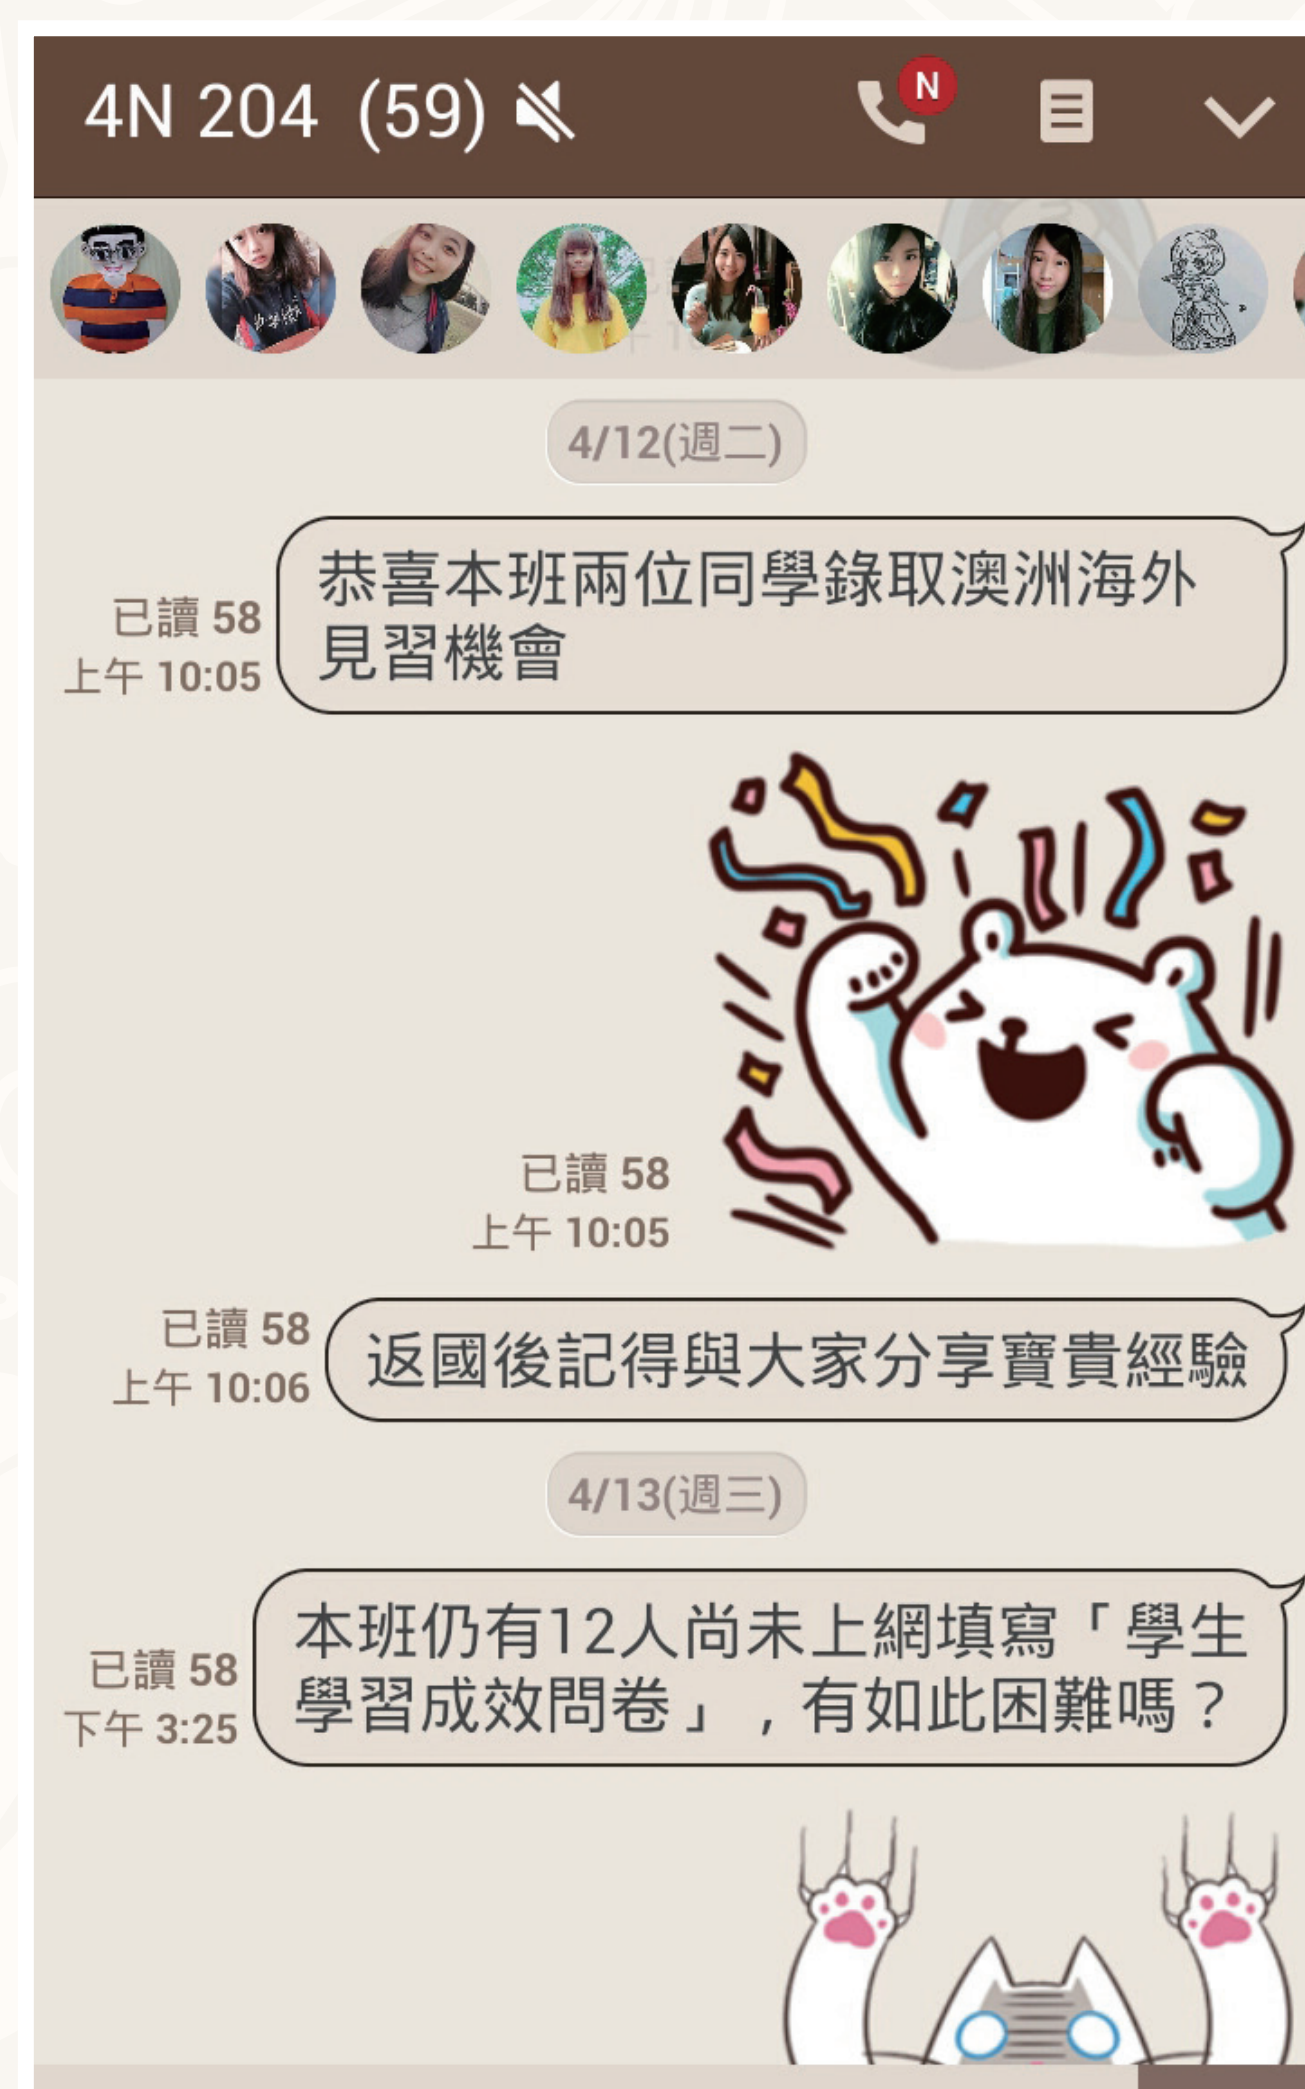 4N 204 (59)
N
4/12(週二)
恭喜本班兩位同學錄取澳洲海外
見習機會
已讀 58
上午 10:05
已讀 58
上午 10:05
返國後記得與大家分享寶貴經驗
已讀 58
上午 10:06
4/13(週三)
本班仍有12人尚未上網填寫「學生
學習成效問卷」,有如此困難嗎?
已讀 58
下午 3:25